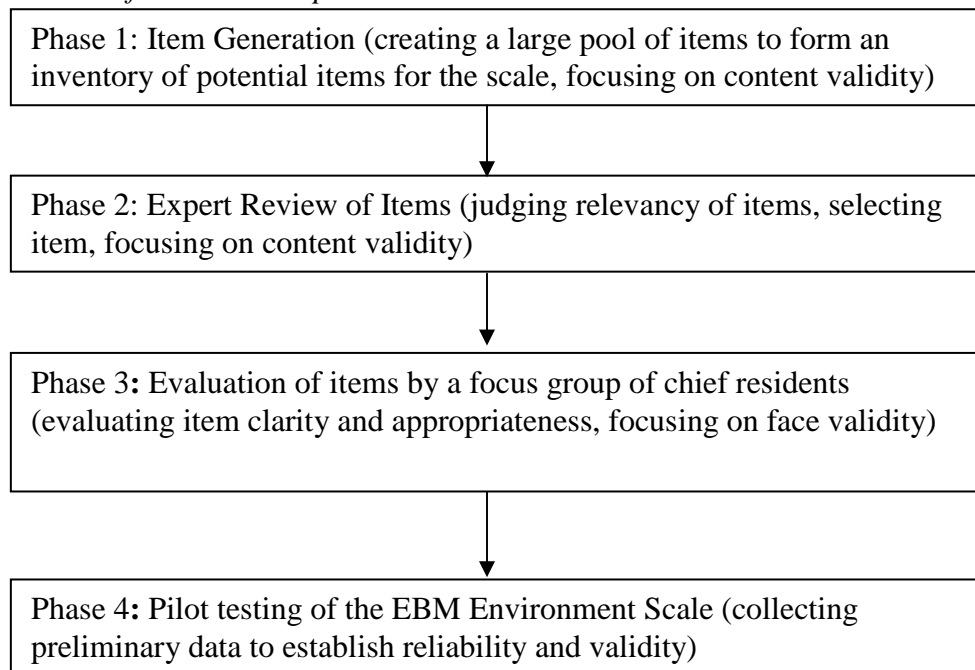 Phase 1: Item Generation (creating a large pool of items to form an
inventory of potential items for the scale, focusing on content validity)
Phase 2: Expert Review of Items (judging relevancy of items, selecting
item, focusing on content validity)
Phase 3: Evaluation of items by a focus group of chief residents
(evaluating item clarity and appropriateness, focusing on face validity)
Phase 4: Pilot testing of the EBM Environment Scale (collecting
preliminary data to establish reliability and validity)